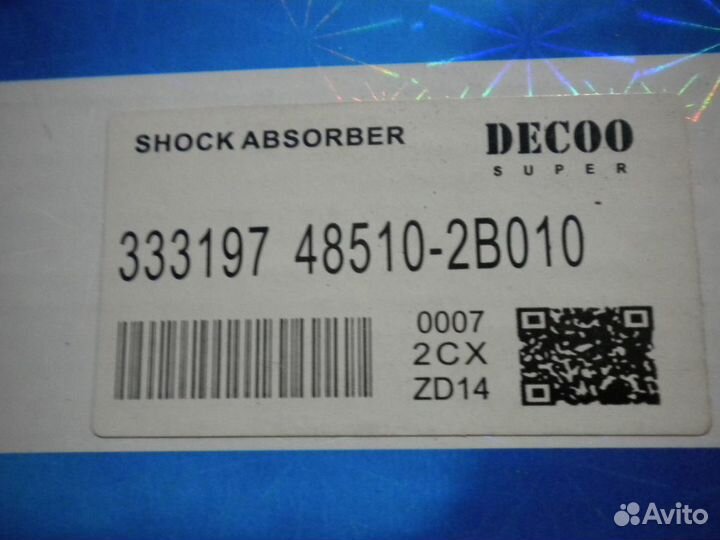 SHOCK ABSORBER
DECOO
SUPER
333197 48510-2B010
0007
2CX
ZD14
Avito